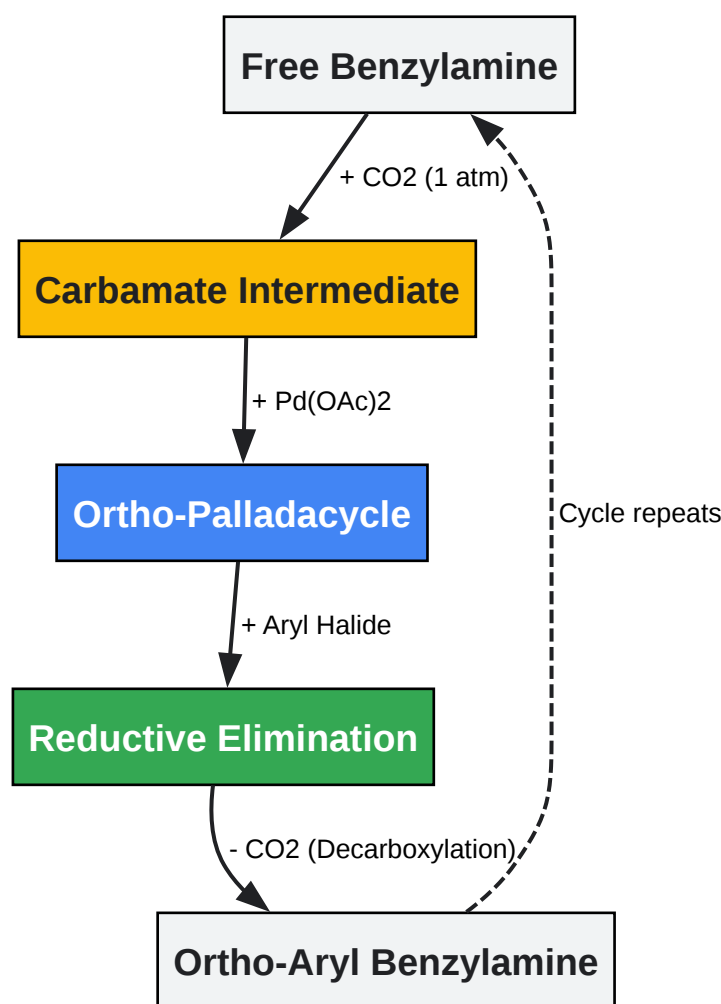 Free Benzylamine
+ CO2 (1 atm)
Carbamate Intermediate
+ Pd(OAc)2
Ortho-Palladacycle
Cycle repeats
+ Aryl Halide
Reductive Elimination
- CO2 (Decarboxylation)
Ortho-Aryl Benzylamine